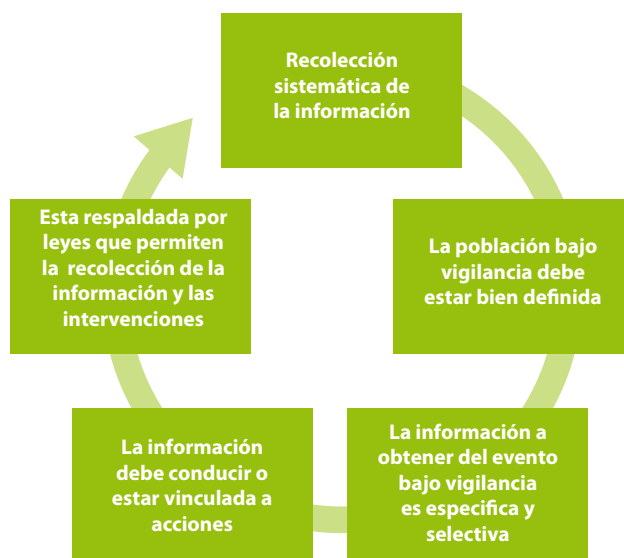 Recolección
sistemática de
la información
La población bajo
vigilancia debe
estar bien definida
La información a
obtener del evento
bajo vigilancia
es especifica y
selectiva
La información
debe conducir o
estar vinculada a
acciones
Esta respaldada por
leyes que permiten
la recolección de la
información y las
intervenciones